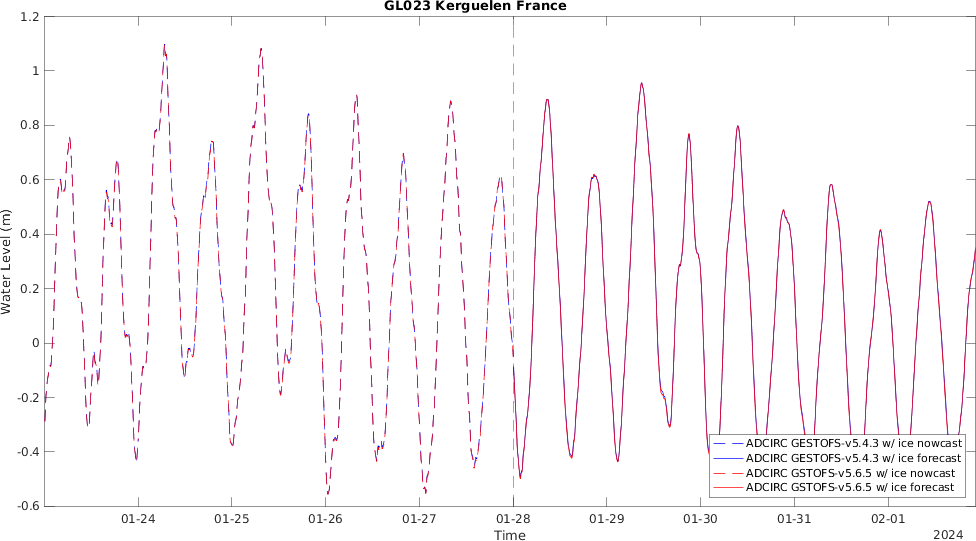 GL023 Kerguelen France
1.2
1
0.8
0.6
0.4
0.2
0
-0.2
-0.4
-0.6
Water Level (m)
ADCIRC GESTOFS-v5.4.3 w/ ice nowcast
ADCIRC GESTOFS-v5.4.3 w/ ice forecast
ADCIRC GSTOFS-v5.6.5 w/ ice nowcast
ADCIRC GSTOFS-v5.6.5 w/ ice forecast
01-24 01-25 01-26 01-27 01-28 01-29 01-30 01-31 02-01
Time
2024